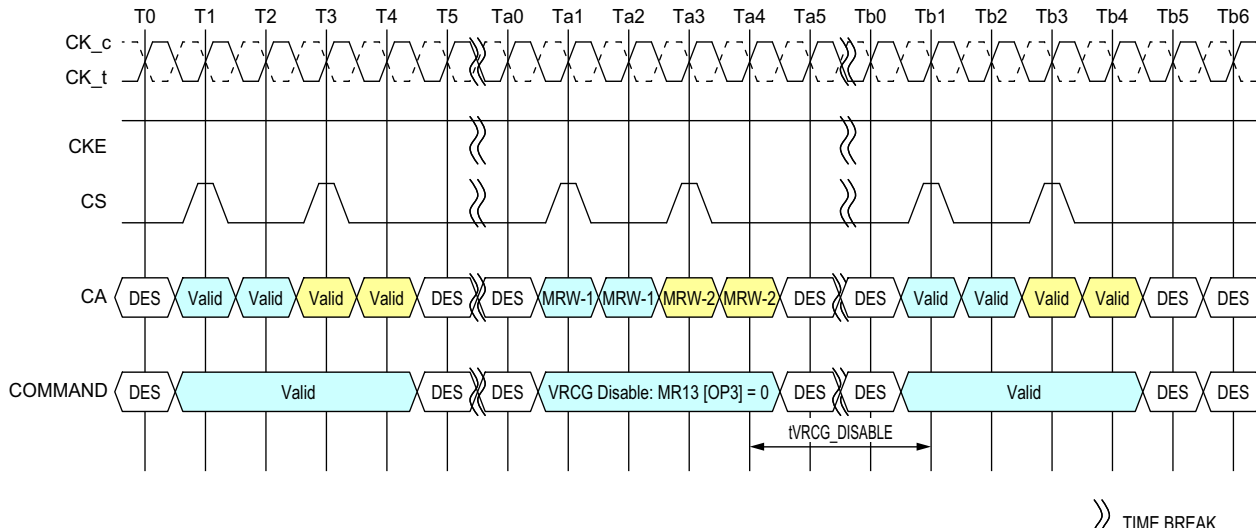 T0 T1 T2 T3 T4 T5 Ta0 Ta1 Ta2 Ta3 Ta4 Ta5 Tb0 Tb1 Tb2 Tb3 Tb4 Tb5 Tb6
CK_c
CK_t
CKE
CS
CA DES Valid Valid Valid Valid DES DES MRW-1 MRW-1 MRW-2 MRW-2 DES DES Valid Valid Valid Valid DES DES
COMMAND DES Valid DES DES VRCG Disable: MR13 [OP3] = 0 DES DES Valid DES DES
tVRCG_DISABLE
TIME BREAK